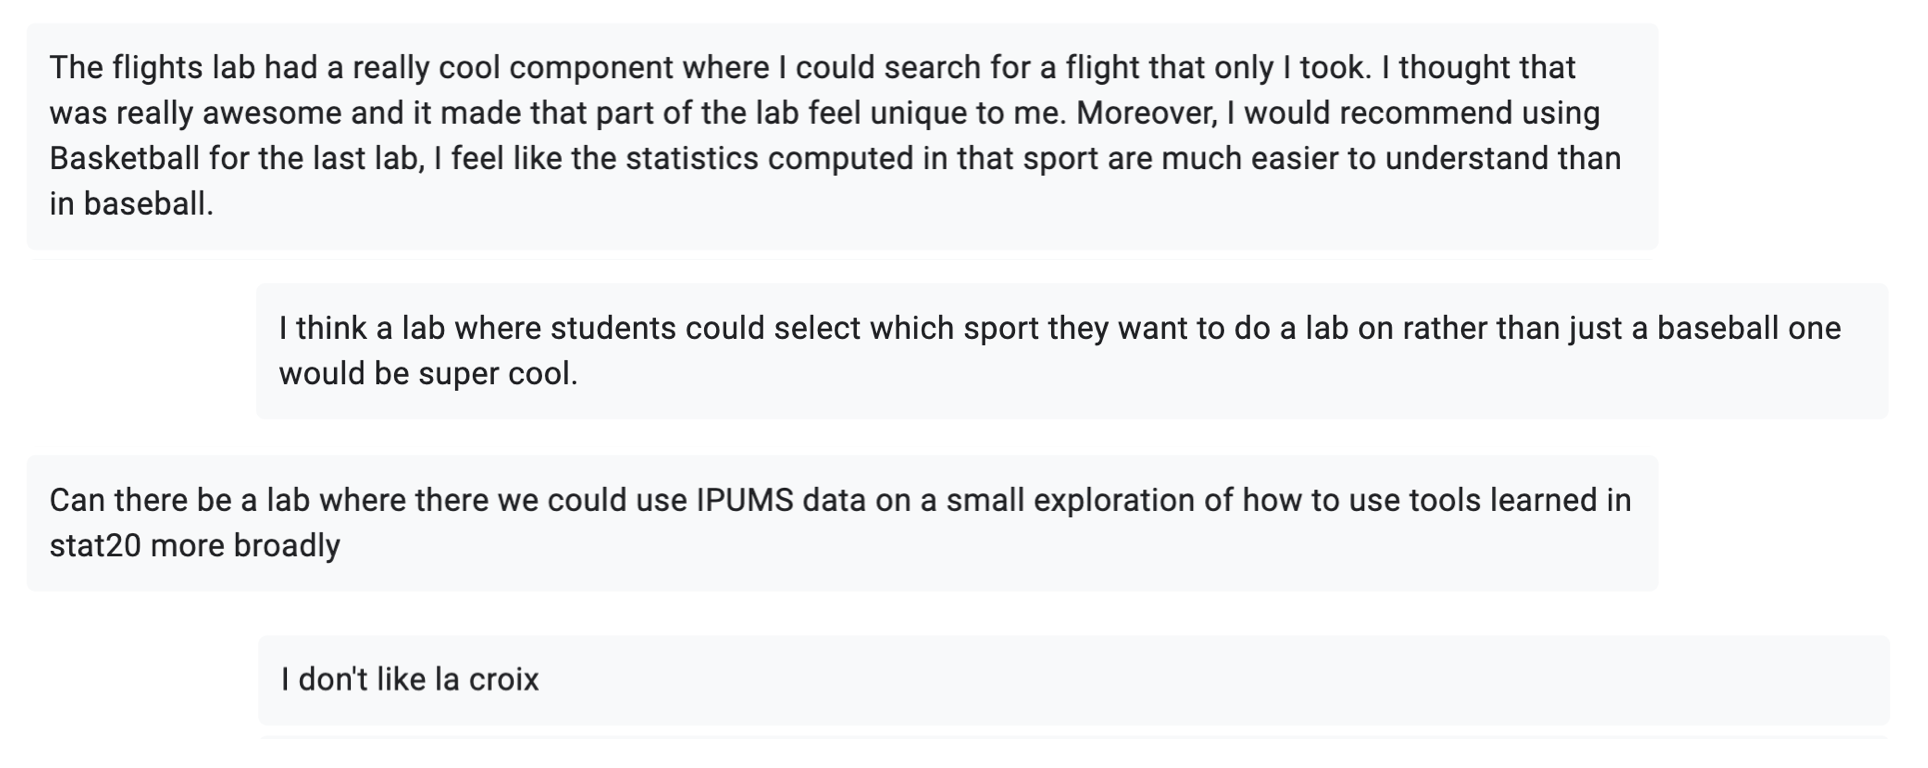 The flights lab had a really cool component where I could search for a flight that only I took. I thought that
was really awesome and it made that part of the lab feel unique to me. Moreover, I would recommend using
Basketball for the last lab, I feel like the statistics computed in that sport are much easier to understand than
in baseball.
I think a lab where students could select which sport they want to do a lab on rather than just a baseball one
would be super cool.
Can there be a lab where there we could use IPUMS data on a small exploration of how to use tools learned in
stat20 more broadly
I don't like la croix